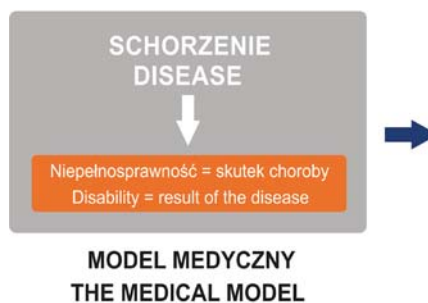 SCHORZENIE
DISEASE
Niepełnosprawność = skutek choroby
Disability = result of the disease
MODEL MEDYCZNY
THE MEDICAL MODEL